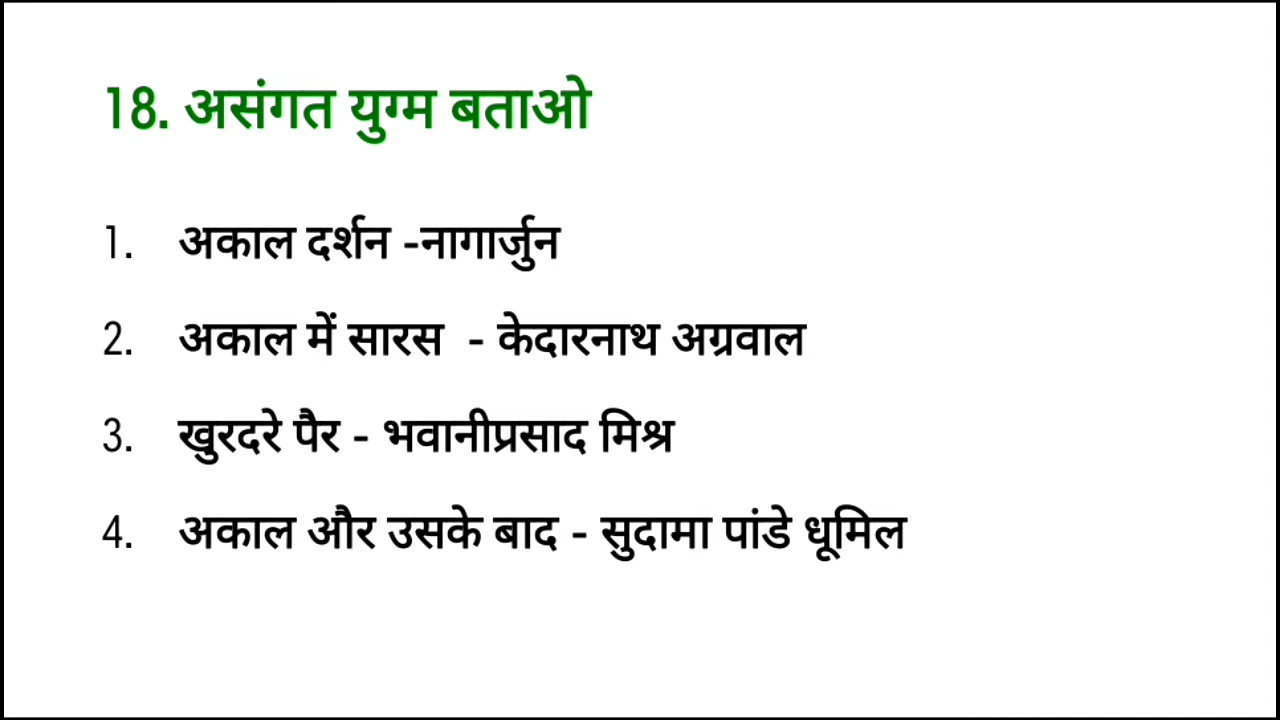 18. असंगत युग्म बताओ
1. अकाल दर्शन -नागार्जुन
2. अकाल में सारस - केदारनाथ अग्रवाल
3. खुरदरे पैर - भवानीप्रसाद मिश्र
4. अकाल और उसके बाद - सुदामा पांडे धूमिल